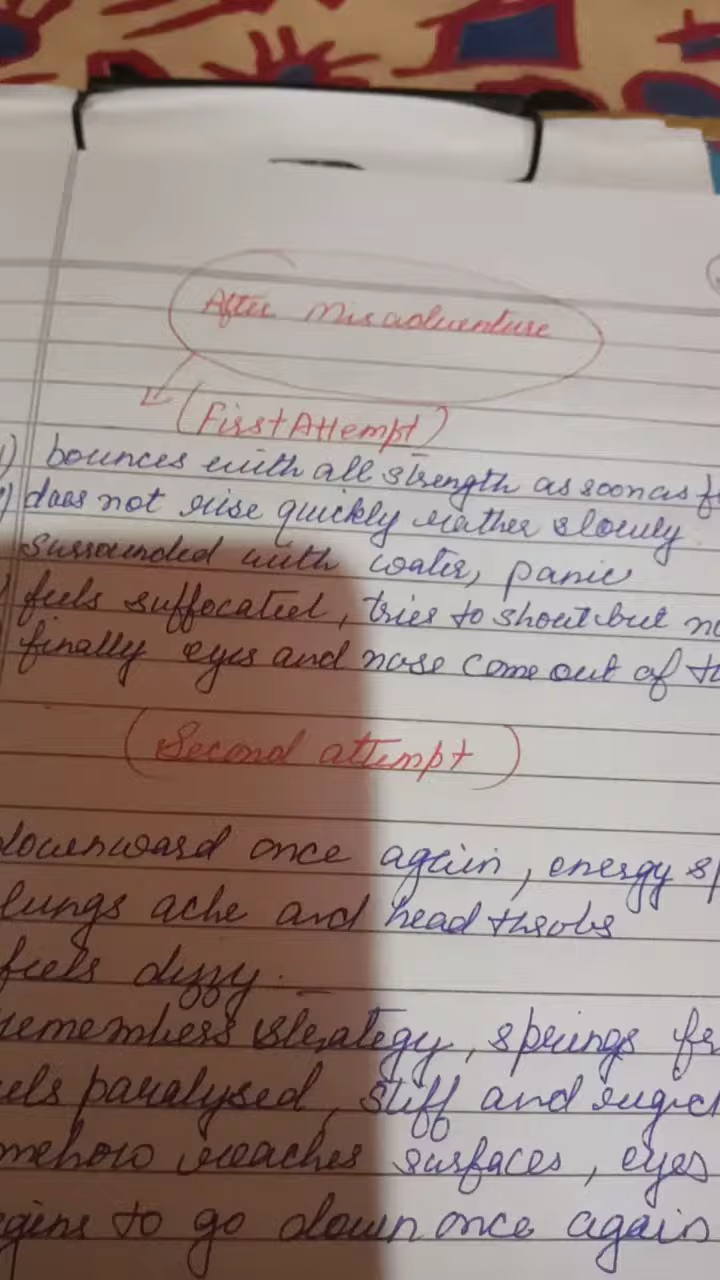 After Misadventure
(First Attempt)
bounces with all strength as soon as
does not rise quickly rather slowly
surrounded with water, panic
feels suffocated, tries to shout but
finally eyes and nose come out of
(Second attempt)
downward once again, energy
lungs ache and head throbs
feels dizzy.
remembers strategy, springs
paralysed, stiff and
reaches surfaces, eyes
to go down once again